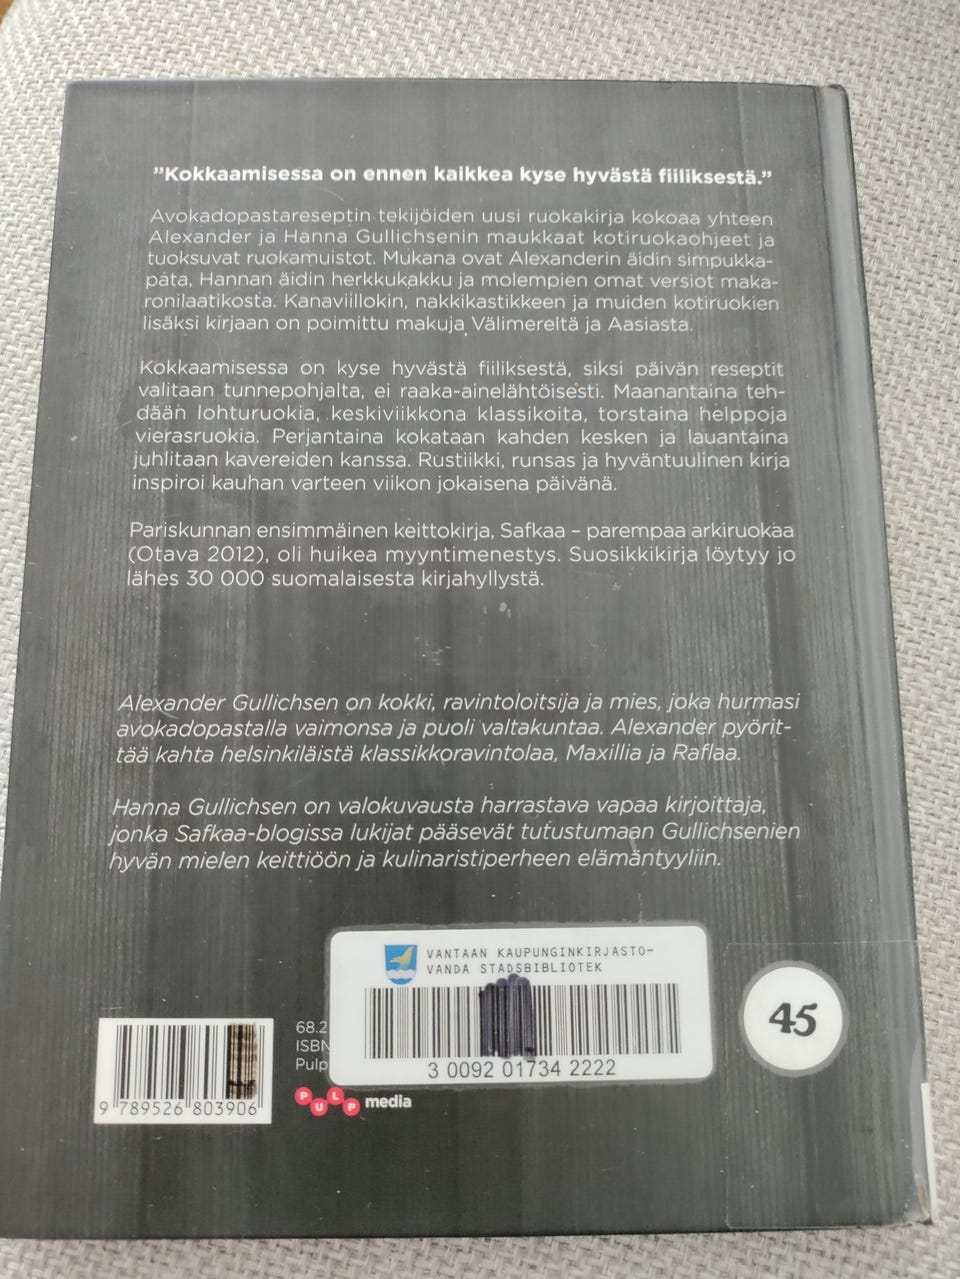 ”Kokkaamisessa on ennen kaikkea kyse hyvästä fiiliksestä.”
Avokadopastareseptin tekijöiden uusi ruokakirja kokoaa yhteen
Alexander ja Hanna Gullichsenin maukkaat kotiruokaohjeet ja
tuoksuvat ruokamuistot. Mukana ovat Alexanderin äidin simpukka-
pata, Hannan äidin herkkukakku ja molempien omat versiot maka-
ronilaatikosta. Kanaviillokin, nakkikastikkeen ja muiden kotiruokien
lisäksi kirjaan on poimittu makuja Välimereltä ja Aasiasta.
Kokkaamisessa on kyse hyvästä fiiliksestä, siksi päivän reseptit
valitaan tunnepohjalta, ei raaka-ainelähtöisesti. Maanantaina teh-
dään lohturuokia, keskiviikkona klassikoita, torstaina helppoja
vierasruokia. Perjantaina kokataan kahden kesken ja lauantaina
juhlitaan kavereiden kanssa. Rustiikki, runsas ja hyväntuulinen kirja
inspiroi kauhan varteen viikon jokaisena päivänä.
Pariskunnan ensimmäinen keittokirja, Safkaa – parempaa arkiruokaa
(Otava 2012), oli huikea myyntimenestys. Suosikkikirja löytyy jo
lähes 30 000 suomalaisesta kirjahyllystä.
Alexander Gullichsen on kokki, ravintoloitsija ja mies, joka hurmasi
avokadopastalla vaimonsa ja puoli valtakuntaa. Alexander pyörit-
tää kahta helsinkiläistä klassikkoravintolaa, Maxillia ja Raflaa.
Hanna Gullichsen on valokuvausta harrastava vapaa kirjoittaja,
jonka Safkaa-blogissa lukijat pääsevät tutustumaan Gullichsenien
hyvän mielen keittiöön ja kulinaristiperheen elämäntyyliin.
VANTAAN KAUPUNGINKIRJASTO-
VANDA STADSBIBLIOTEK
3 0092 01734 2222
45
68.2
ISBN
Pulp
PULP media
9 789526 803906